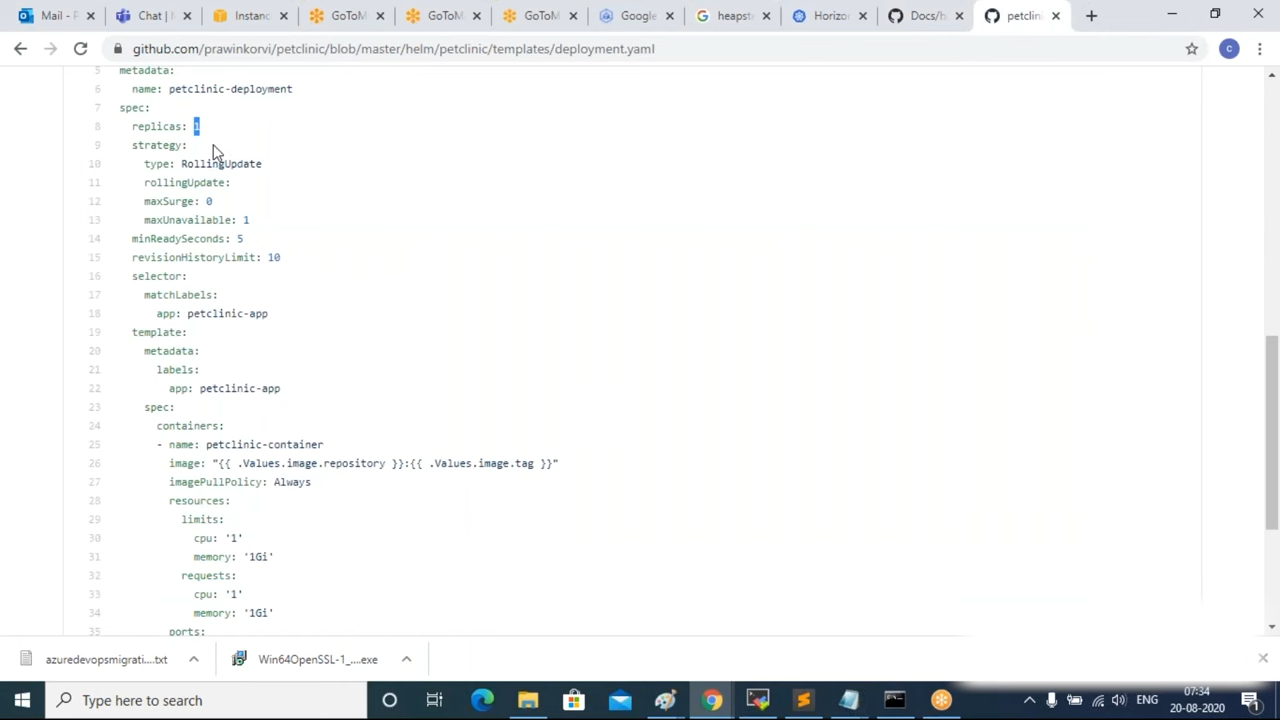 Mail -
Chat |
Instanc
GoToM
GoToM
GoToM
Google
heapste
Horizon
Docs/h
petclini
github.com/prawinkorvi/petclinic/blob/master/helm/petclinic/templates/deployment.yaml
c
5 metadata:
6 name: petclinic-deployment
7 spec:
8 replicas: 1
9 strategy:
10 type: RollingUpdate
11 rollingUpdate:
12 maxSurge: 0
13 maxUnavailable: 1
14 minReadySeconds: 5
15 revisionHistoryLimit: 10
16 selector:
17 matchLabels:
18 app: petclinic-app
19 template:
20 metadata:
21 labels:
22 app: petclinic-app
23 spec:
24 containers:
25 - name: petclinic-container
26 image: "{{ .Values.image.repository }}:{{ .Values.image.tag }}"
27 imagePullPolicy: Always
28 resources:
29 limits:
30 cpu: '1'
31 memory: '1Gi'
32 requests:
33 cpu: '1'
34 memory: '1Gi'
35 ports:
azuredevopsmigrati....txt
Win64OpenSSL-1_....exe
Type here to search
ENG
07:34
20-08-2020
1